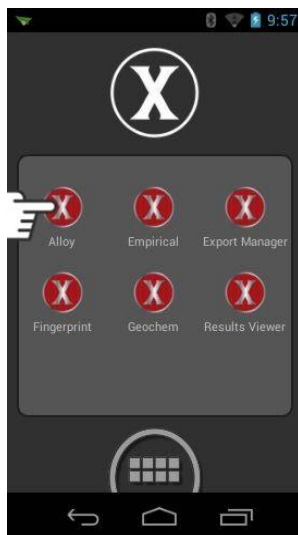 9:57
X
X X X
Alloy Empirical Export Manager
X X X
Fingerprint Geochem Results Viewer